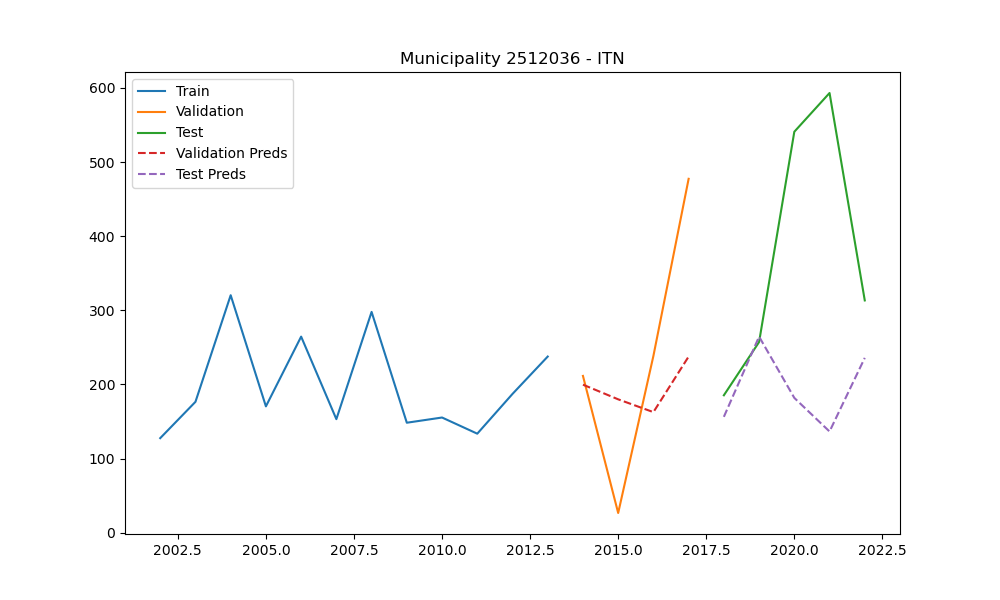 Municipality 2512036 - ITN
Train
Validation
Test
Validation Preds
Test Preds
600
500
400
300
200
100
0
2002.5 2005.0 2007.5 2010.0 2012.5 2015.0 2017.5 2020.0 2022.5